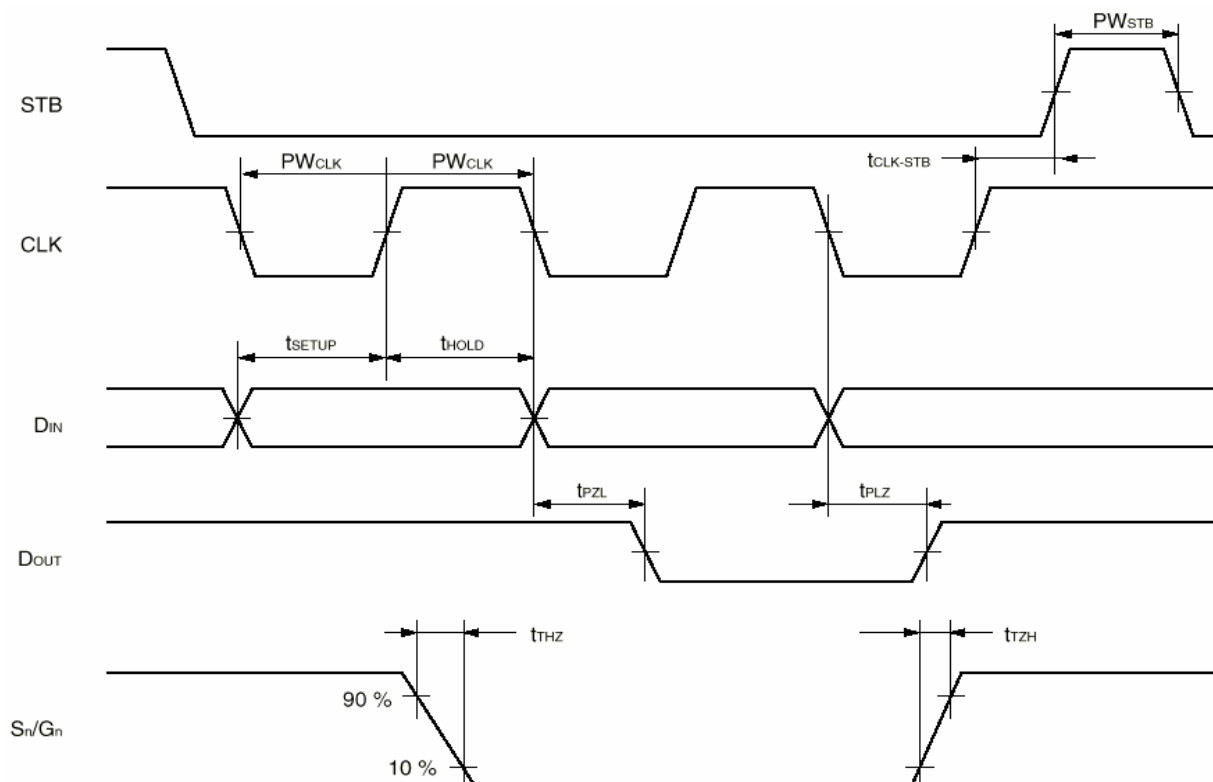 PWSTB
STB
tCLK-STB
PWCLK PWCLK
CLK
tSETUP tHOLD
DIN
tPZL tPLZ
DOUT
tTHZ tTZH
90 %
Sn/Gn
10 %